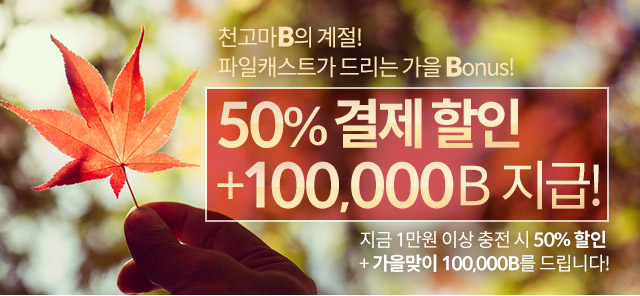 천고마B의 계절!
파일캐스트가 드리는 가을 Bonus!
50% 결제 할인
+100,000B 지급!
지금 1만원 이상 충전 시 50% 할인
+ 가을맞이 100,000B를 드립니다!